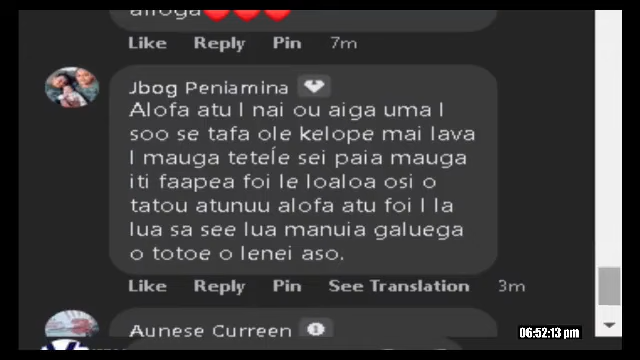 alofa❤❤❤
Like Reply Pin 7m
Jbog Peniamina
Alofa atu I nai ou aiga uma I
soo se tafa ole kelope mai lava
I mauga tetele sei paia mauga
iti faapea foi le loaloa osi o
tatou atunuu alofa atu foi I la
lua sa see lua manuia galuega
o totoe o lenei aso.
Like Reply Pin See Translation 3m
Aunese Curreen
06:52:13 pm